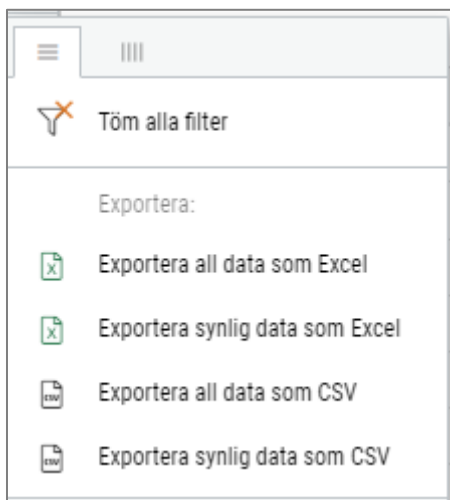 Töm alla filter
Exportera:
Exportera all data som Excel
Exportera synlig data som Excel
Exportera all data som CSV
Exportera synlig data som CSV